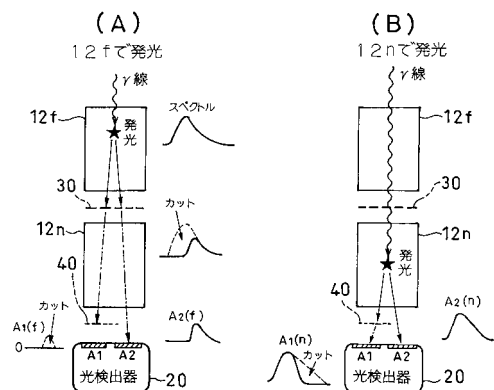 (A)
12fで発光
γ線
12f
発光
スペクトル
30
カット
12n
40
カット
A1(f)
0
A2(f)
A1 A2
光検出器
20
(B)
12nで発光
γ線
12f
30
12n
発光
40
A2(n)
A1(n)
カット
A1 A2
光検出器
20